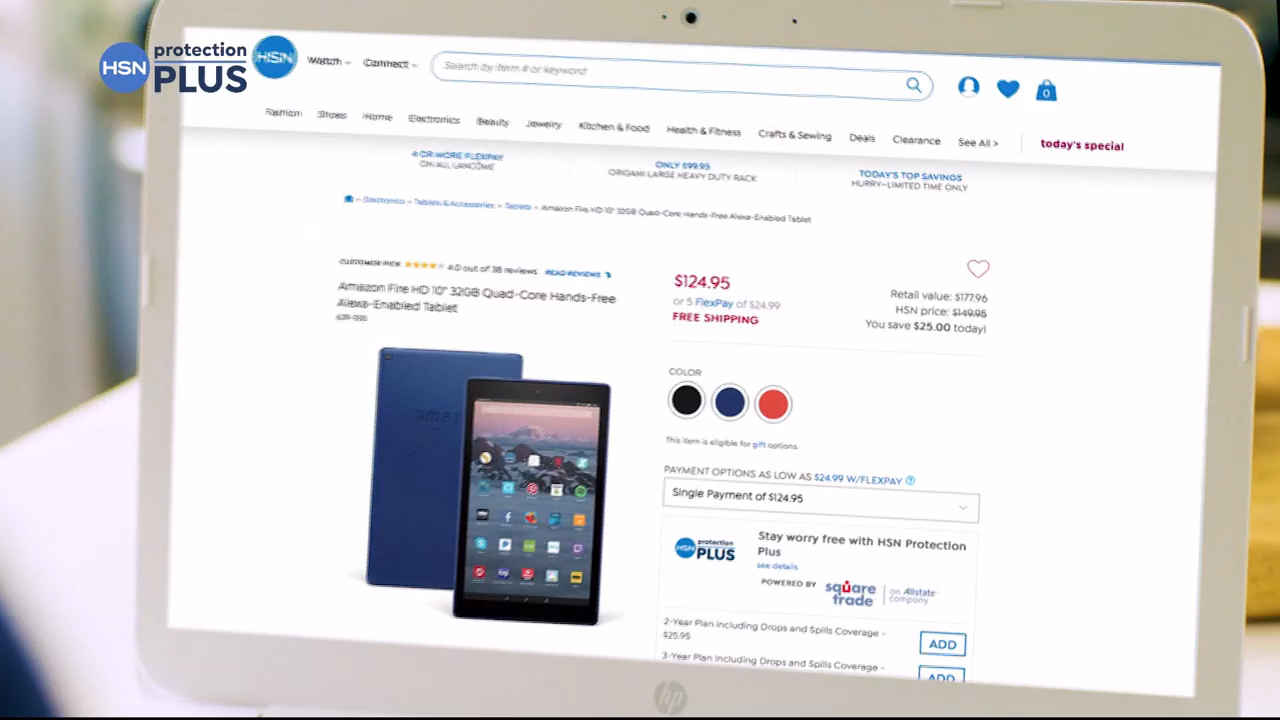 HSN protection PLUS
HSN Watch Connect Search by item # or keyword 0
Fashion Shoes Home Electronics Beauty Jewelry Kitchen & Food Health & Fitness Crafts & Sewing Deals Clearance See All > today's special
4 OR MORE FLEXPAY
ON ALL LANCOME
ONLY $99.95
ORIGAMI LARGE HEAVY DUTY RACK
TODAY'S TOP SAVINGS
HURRY-LIMITED TIME ONLY
Electronics > Tablets & Accessories > Tablets > Amazon Fire HD 10" 32GB Quad-Core Hands-Free Alexa-Enabled Tablet
CUSTOMER PICK 4.0 out of 38 reviews READ REVIEWS
Amazon Fire HD 10" 32GB Quad-Core Hands-Free
Alexa-Enabled Tablet
$124.95
or 5 FlexPay of $24.99
FREE SHIPPING
Retail value: $177.96
HSN price: $149.95
You save $25.00 today!
COLOR
This item is eligible for gift options.
PAYMENT OPTIONS AS LOW AS $24.99 W/FLEXPAY ?
Single Payment of $124.95
HSN protection PLUS
Stay worry free with HSN Protection
Plus
see details
POWERED BY square trade an Allstate company
2-Year Plan Including Drops and Spills Coverage -
$25.95
ADD
3-Year Plan Including Drops and Spills Coverage -
ADD
hp